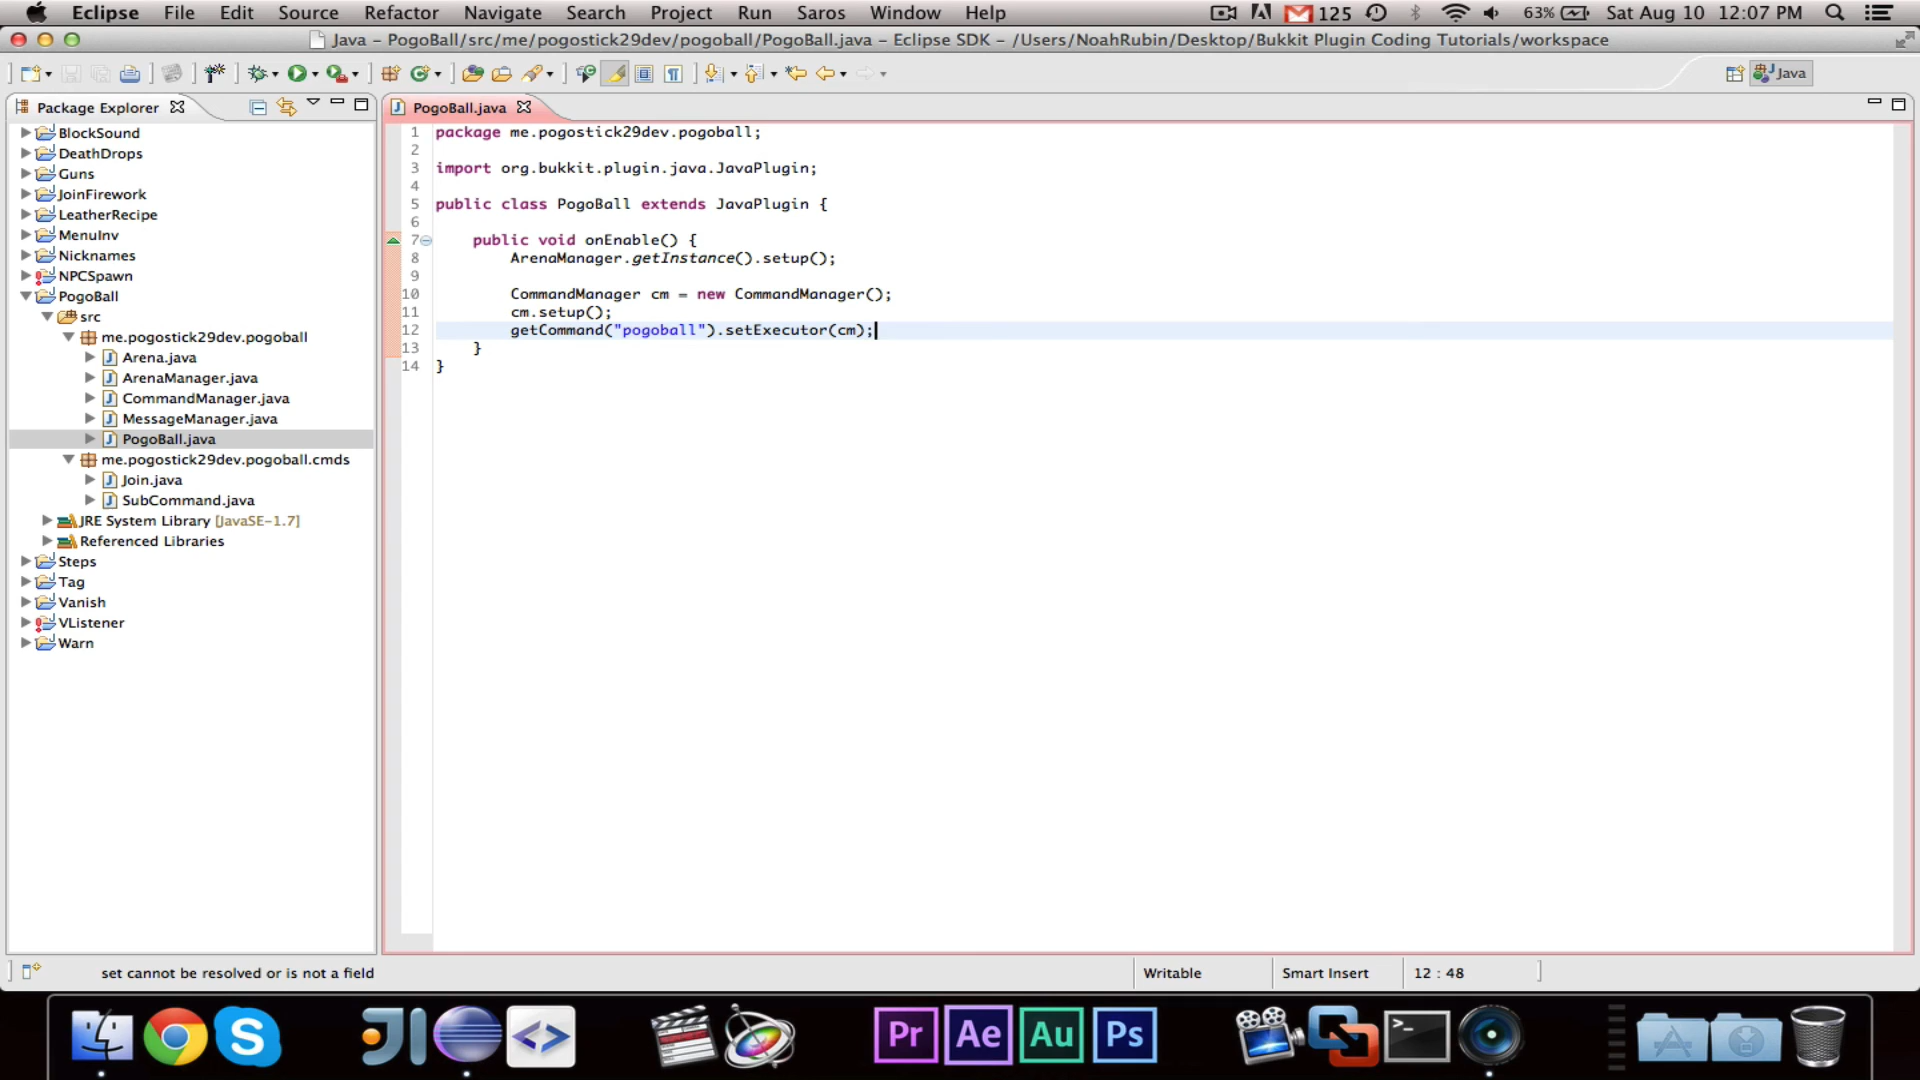 Eclipse File Edit Source Refactor Navigate Search Project Run Saros Window Help 125 63% Sat Aug 10 12:07 PM
Java – PogoBall/src/me/pogostick29dev/pogoball/PogoBall.java – Eclipse SDK – /Users/NoahRubin/Desktop/Bukkit Plugin Coding Tutorials/workspace
Java
Package Explorer
BlockSound
DeathDrops
Guns
JoinFirework
LeatherRecipe
MenuInv
Nicknames
NPCSpawn
PogoBall
src
me.pogostick29dev.pogoball
Arena.java
ArenaManager.java
CommandManager.java
MessageManager.java
PogoBall.java
me.pogostick29dev.pogoball.cmds
Join.java
SubCommand.java
JRE System Library [JavaSE-1.7]
Referenced Libraries
Steps
Tag
Vanish
VListener
Warn
PogoBall.java
1 package me.pogostick29dev.pogoball;
2
3 import org.bukkit.plugin.java.JavaPlugin;
4
5 public class PogoBall extends JavaPlugin {
6
7 public void onEnable() {
8 ArenaManager.getInstance().setup();
9
10 CommandManager cm = new CommandManager();
11 cm.setup();
12 getCommand("pogoball").setExecutor(cm);
13 }
14 }
set cannot be resolved or is not a field
Writable
Smart Insert
12 : 48
Pr Ae Au Ps